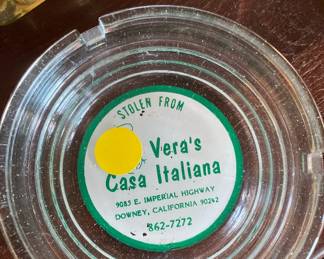 STOLEN FROM
Vera's
Casa Italiana
9085 E. IMPERIAL HIGHWAY
DOWNEY, CALIFORNIA 90242
862-7272